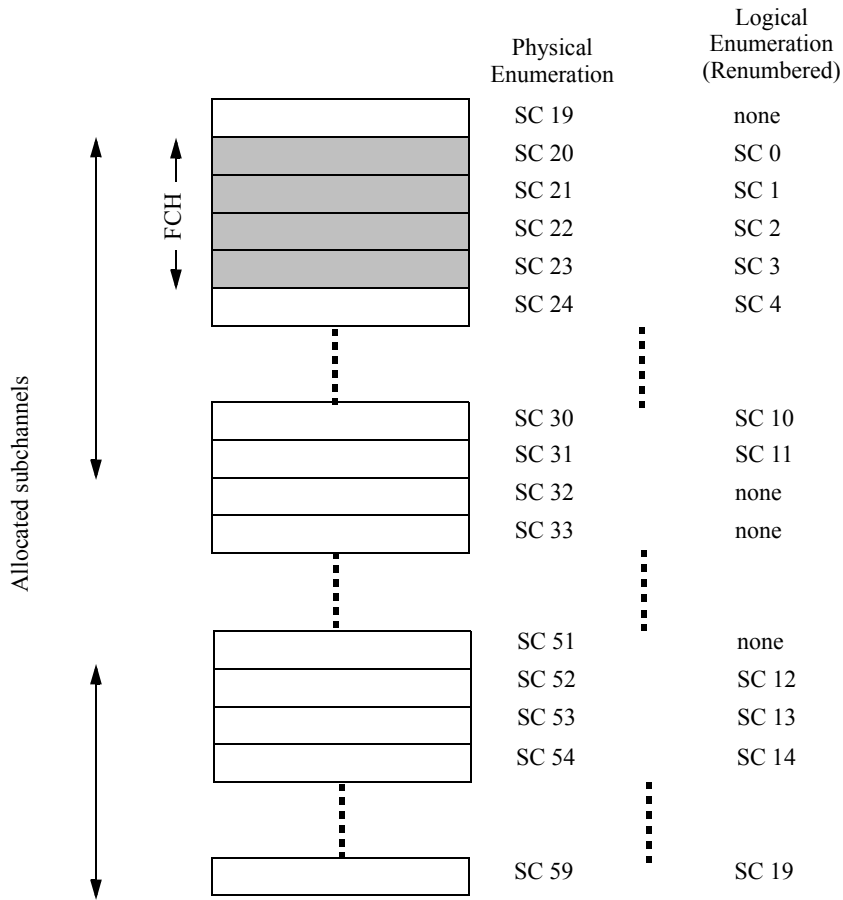 Physical
Enumeration
Logical
Enumeration
(Renumbered)
SC 19 none
SC 20 SC 0
SC 21 SC 1
SC 22 SC 2
SC 23 SC 3
SC 24 SC 4
FCH
SC 30 SC 10
SC 31 SC 11
SC 32 none
SC 33 none
Allocated subchannels
SC 51 none
SC 52 SC 12
SC 53 SC 13
SC 54 SC 14
SC 59 SC 19